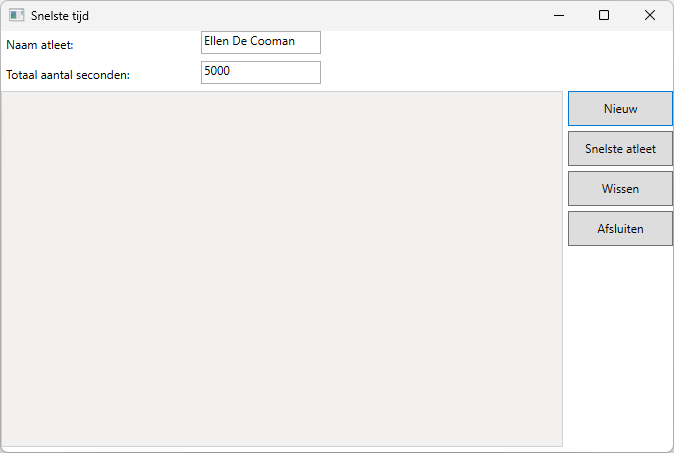 Snelste tijd
Naam atleet:
Ellen De Cooman
Totaal aantal seconden:
5000
Nieuw
Snelste atleet
Wissen
Afsluiten